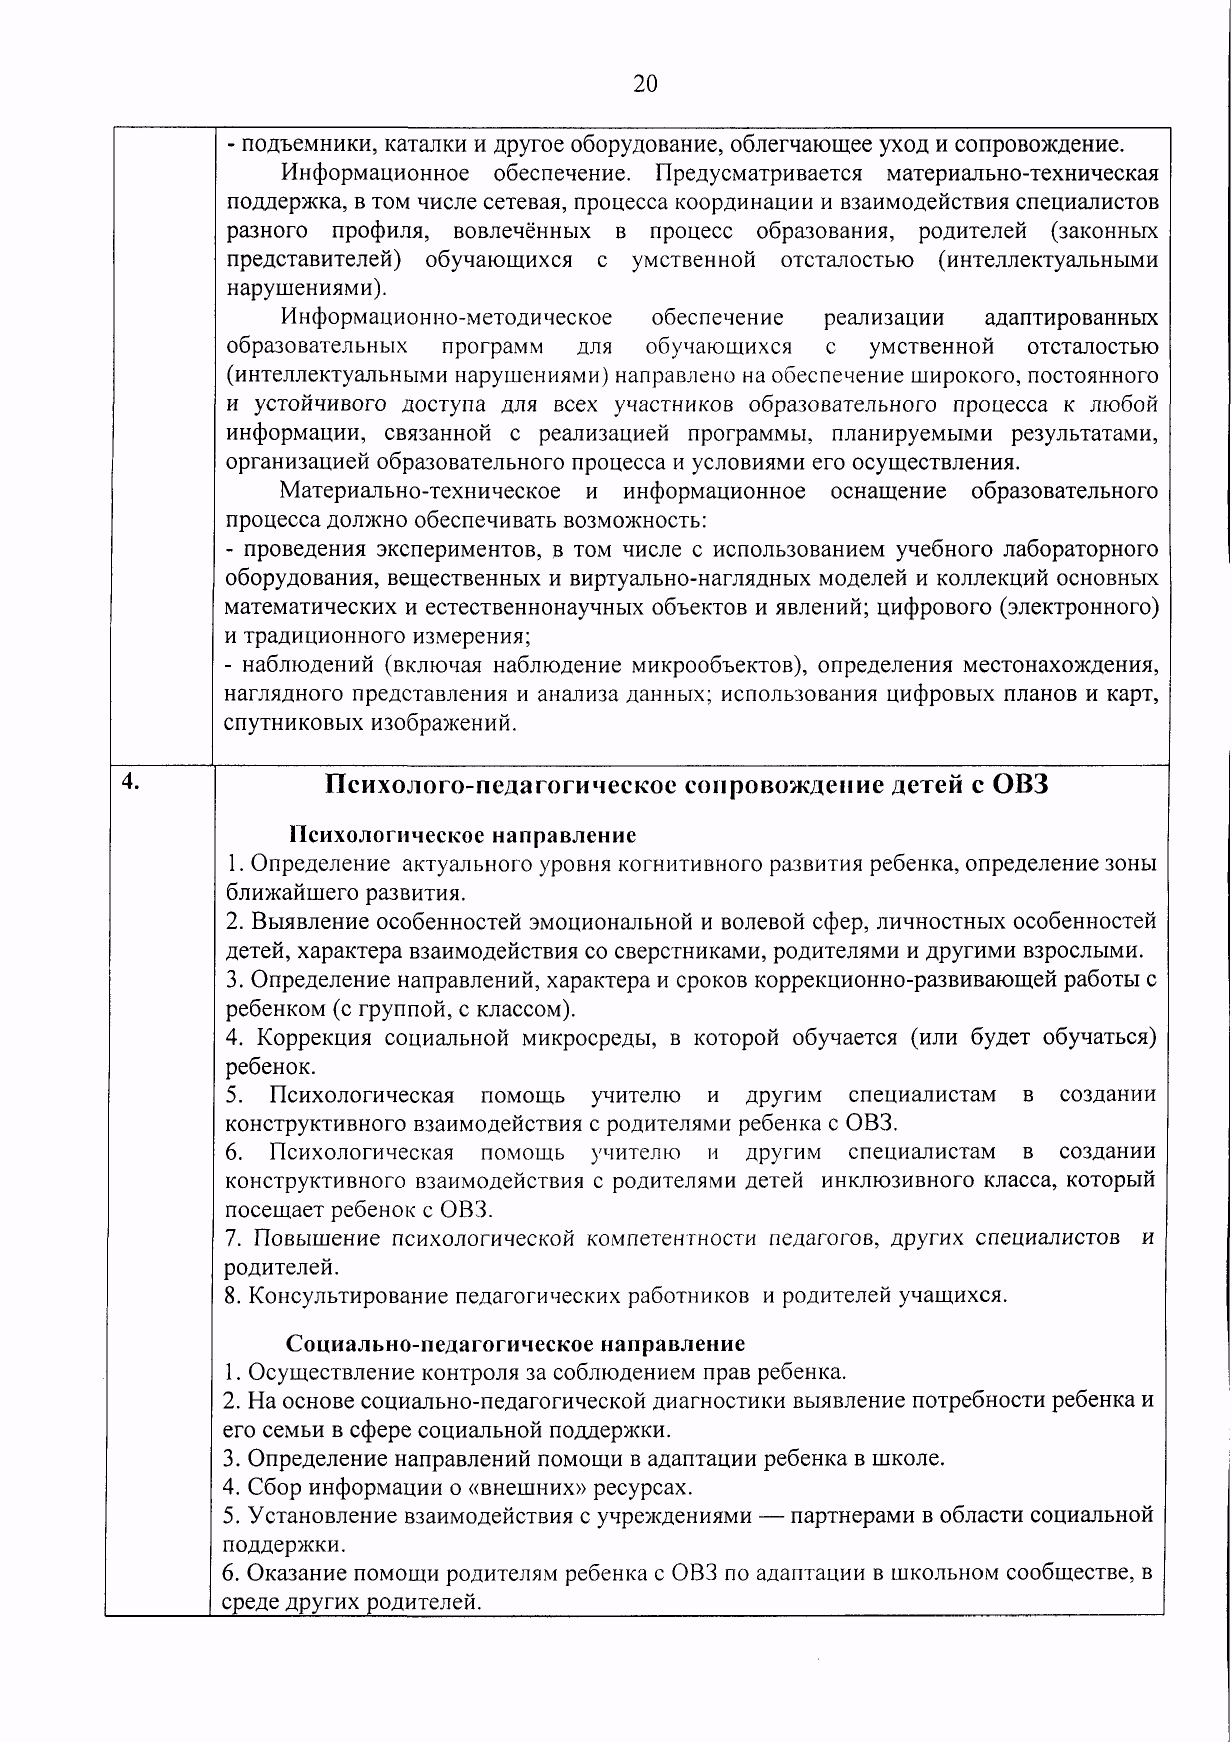 20
- подъемники, каталки и другое оборудование, облегчающее уход и сопровождение.
Информационное обеспечение. Предусматривается материально-техническая
поддержка, в том числе сетевая, процесса координации и взаимодействия специалистов
разного профиля, вовлечённых в процесс образования, родителей (законных
представителей) обучающихся с умственной отсталостью (интеллектуальными
нарушениями).
Информационно-методическое обеспечение реализации адаптированных
образовательных программ для обучающихся с умственной отсталостью
(интеллектуальными нарушениями) направлено на обеспечение широкого, постоянного
и устойчивого доступа для всех участников образовательного процесса к любой
информации, связанной с реализацией программы, планируемыми результатами,
организацией образовательного процесса и условиями его осуществления.
Материально-техническое и информационное оснащение образовательного
процесса должно обеспечивать возможность:
- проведения экспериментов, в том числе с использованием учебного лабораторного
оборудования, вещественных и виртуально-наглядных моделей и коллекций основных
математических и естественнонаучных объектов и явлений; цифрового (электронного)
и традиционного измерения;
- наблюдений (включая наблюдение микрообъектов), определения местонахождения,
наглядного представления и анализа данных; использования цифровых планов и карт,
спутниковых изображений.
4.
Психолого-педагогическое сопровождение детей с ОВЗ
Психологическое направление
1. Определение актуального уровня когнитивного развития ребенка, определение зоны
ближайшего развития.
2. Выявление особенностей эмоциональной и волевой сфер, личностных особенностей
детей, характера взаимодействия со сверстниками, родителями и другими взрослыми.
3. Определение направлений, характера и сроков коррекционно-развивающей работы с
ребенком (с группой, с классом).
4. Коррекция социальной микросреды, в которой обучается (или будет обучаться)
ребенок.
5. Психологическая помощь учителю и другим специалистам в создании
конструктивного взаимодействия с родителями ребенка с ОВЗ.
6. Психологическая помощь учителю и другим специалистам в создании
конструктивного взаимодействия с родителями детей инклюзивного класса, который
посещает ребенок с ОВЗ.
7. Повышение психологической компетентности педагогов, других специалистов и
родителей.
8. Консультирование педагогических работников и родителей учащихся.
Социально-педагогическое направление
1. Осуществление контроля за соблюдением прав ребенка.
2. На основе социально-педагогической диагностики выявление потребности ребенка и
его семьи в сфере социальной поддержки.
3. Определение направлений помощи в адаптации ребенка в школе.
4. Сбор информации о «внешних» ресурсах.
5. Установление взаимодействия с учреждениями — партнерами в области социальной
поддержки.
6. Оказание помощи родителям ребенка с ОВЗ по адаптации в школьном сообществе, в
среде других родителей.